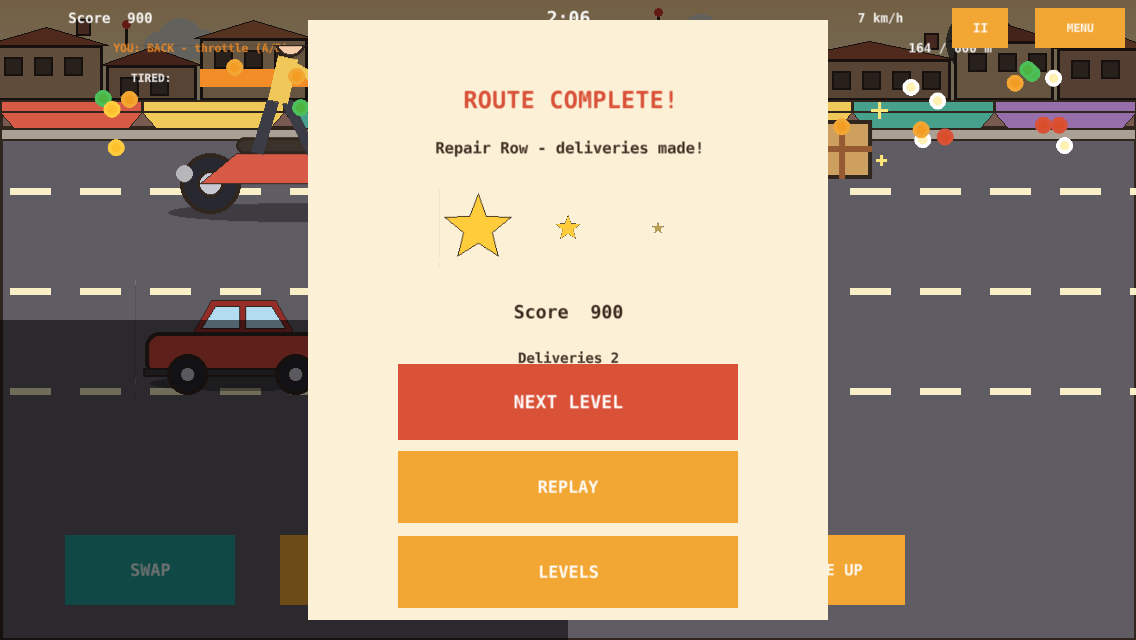 Score 900
2:06
7 km/h
II
MENU
YOU: BACK - throttle (A/
164 / 600 m
TIRED:
ROUTE COMPLETE!
Repair Row - deliveries made!
Score 900
Deliveries 2
NEXT LEVEL
REPLAY
LEVELS
SWAP
E UP